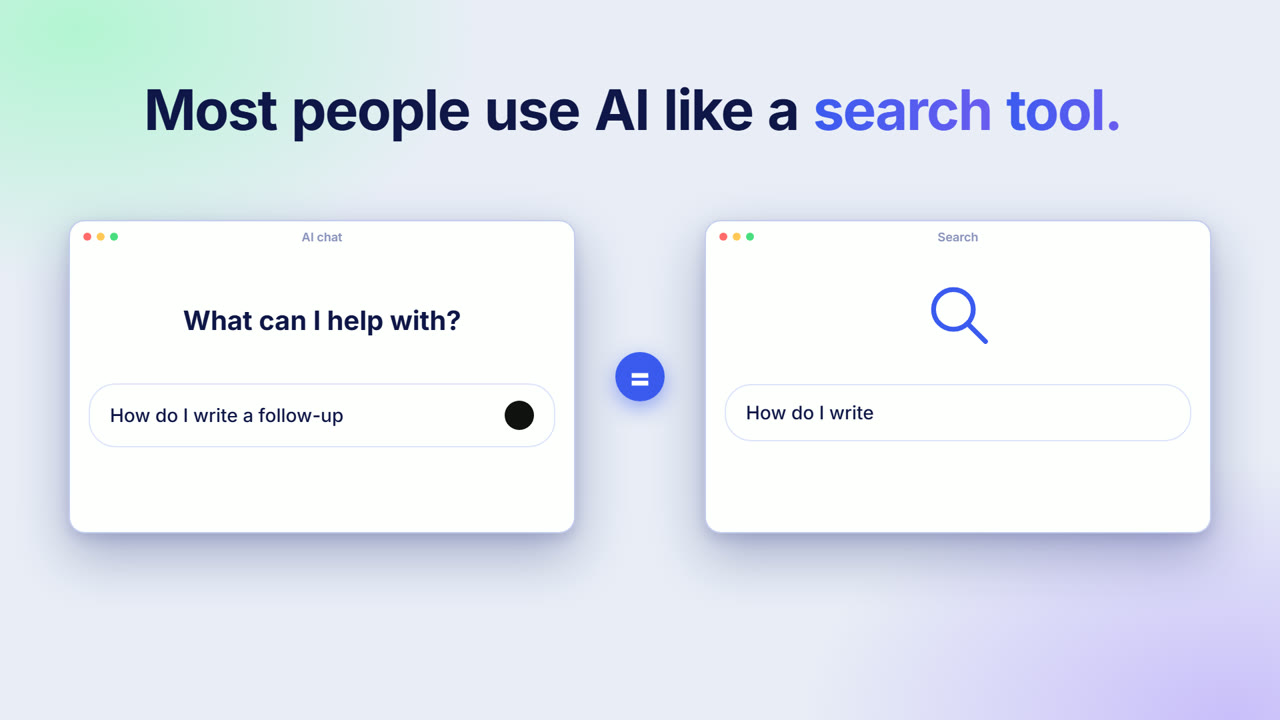 Most people use AI like a search tool.
AI chat
What can I help with?
How do I write a follow-up
=
Search
How do I write